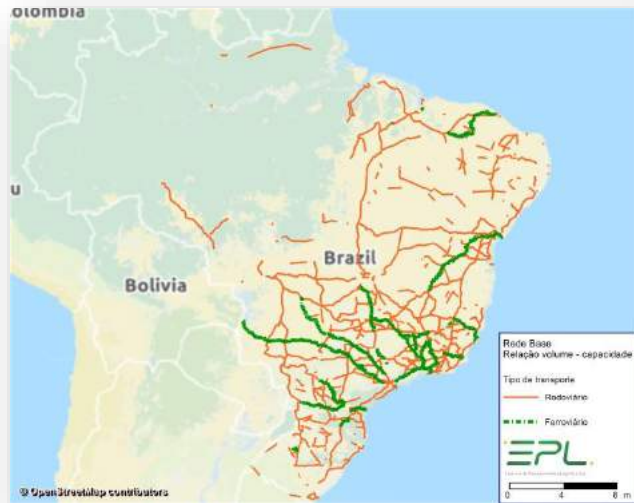 olombia
u
Brazil
Bolivia
Rede Base
Relação volume - capacidade
Tipo de transporte
Rodoviário
Ferroviário
EPL
0
4
8 m
© OpenStreetMap contributors